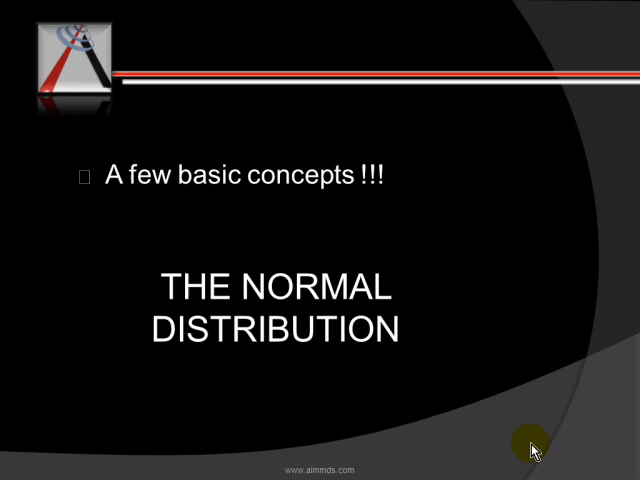 A few basic concepts !!!
THE NORMAL
DISTRIBUTION
www.aimmds.com